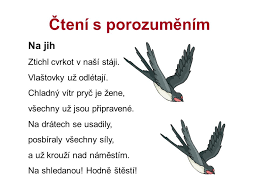 Čtení s porozuměním
Na jih
Ztichl cvrkot v naší stáji.
Vlaštovky už odlétají.
Chladný vítr pryč je žene,
všechny už jsou připravené.
Na drátech se usadily,
posbíraly všechny síly,
a už krouží nad náměstím.
Na shledanou! Hodně štěstí!